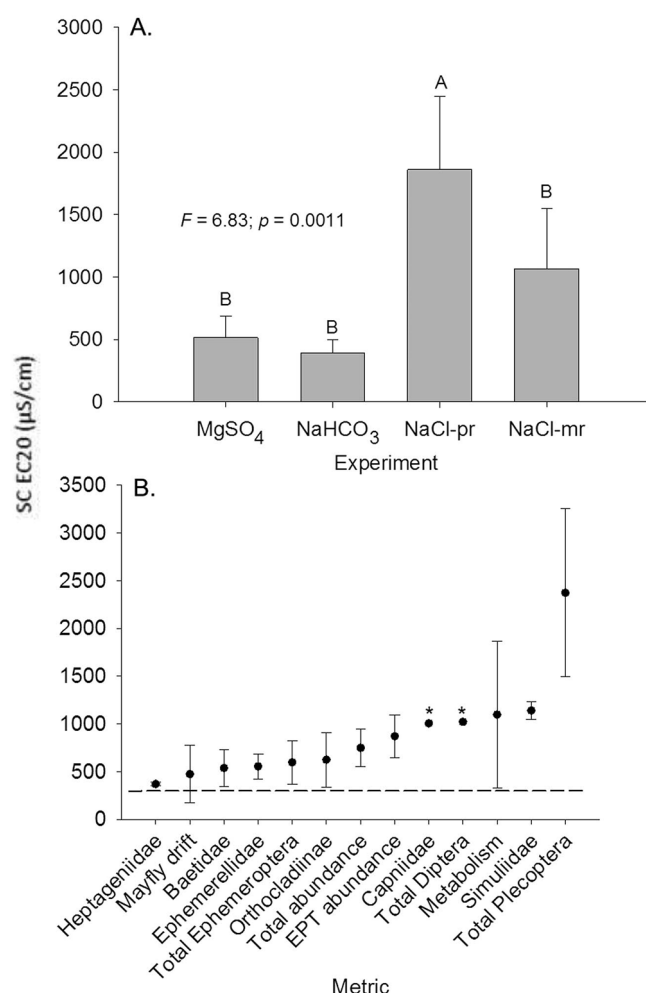 A.
3000
2500
2000
1500
1000
500
0
A
B
B
B
F = 6.83; p = 0.0011
MgSO4
NaHCO3
NaCl-pr
NaCl-mr
Experiment
SC EC20 (µS/cm)
B.
3500
3000
2500
2000
1500
1000
500
0
* *
Heptageniidae
Mayfly drift
Baetidae
Ephemerellidae
Total Ephemeroptera
Orthocladiinae
Total abundance
EPT abundance
Capniidae
Total Diptera
Metabolism
Simuliidae
Total Plecoptera
Metric